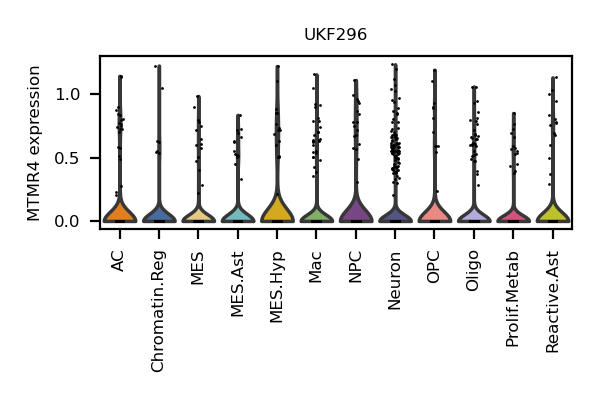 UKF296
MTMR4 expression
1.0
0.5
0.0
AC
Chromatin.Reg
MES
MES.Ast
MES.Hyp
Mac
NPC
Neuron
OPC
Oligo
Prolif.Metab
Reactive.Ast